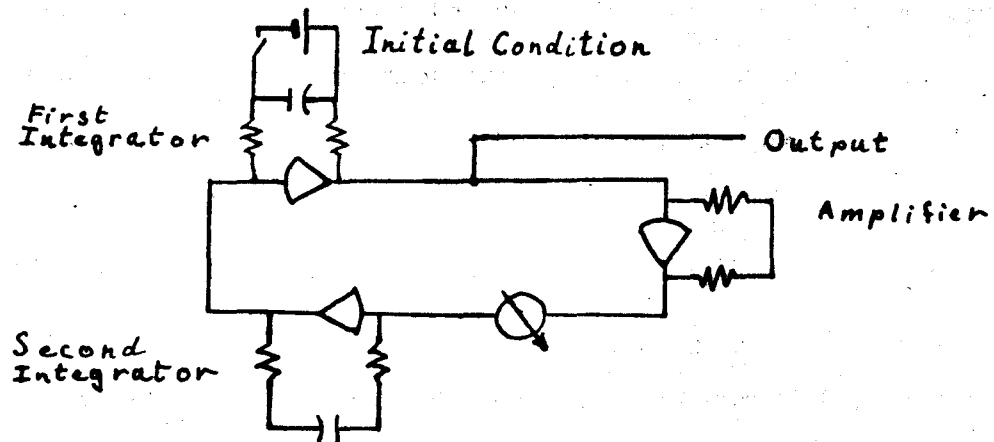 Initial Condition
First
Integrator
Output
Amplifier
Second
Integrator